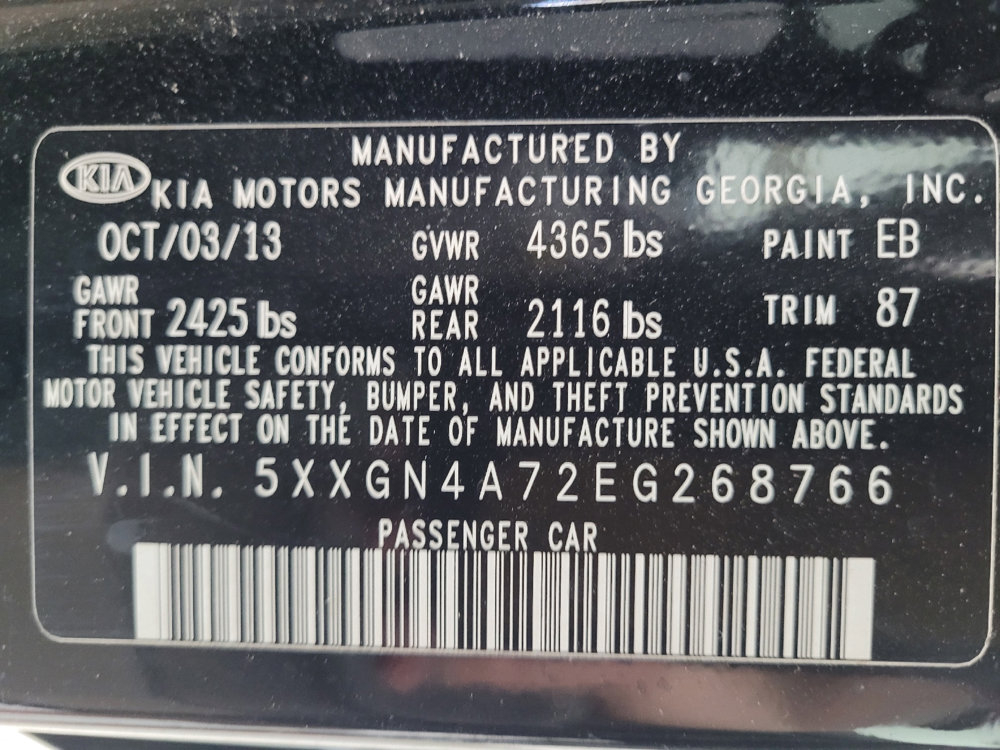 MANUFACTURED BY
KIA KIA MOTORS MANUFACTURING GEORGIA, INC.
OCT/03/13 GVWR 4365 lbs PAINT EB
GAWR FRONT 2425 lbs GAWR REAR 2116 lbs TRIM 87
THIS VEHICLE CONFORMS TO ALL APPLICABLE U.S.A. FEDERAL
MOTOR VEHICLE SAFETY, BUMPER, AND THEFT PREVENTION STANDARDS
IN EFFECT ON THE DATE OF MANUFACTURE SHOWN ABOVE.
V.I.N. 5XXGN4A72EG268766
PASSENGER CAR